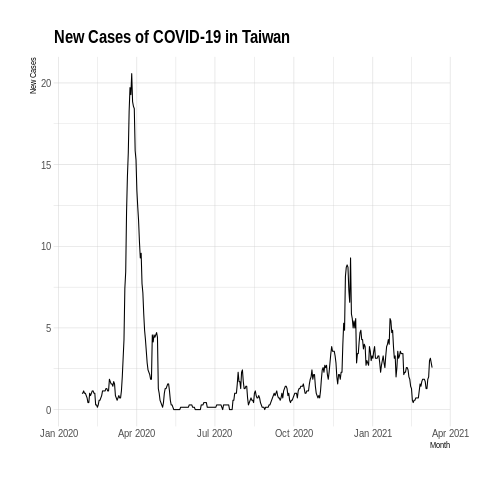 New Cases of COVID-19 in Taiwan
New Cases
20
15
10
5
0
Jan 2020 Apr 2020 Jul 2020 Oct 2020 Jan 2021 Apr 2021
Month